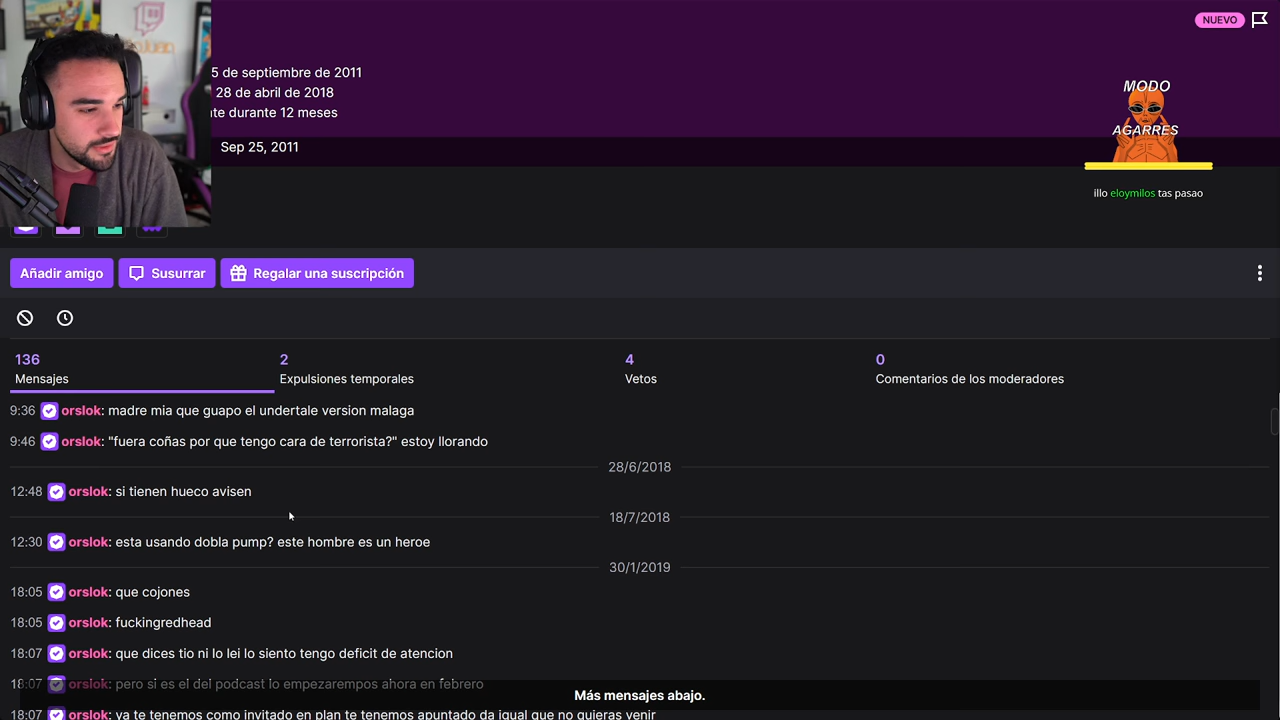 NUEVO
5 de septiembre de 2011
28 de abril de 2018
te durante 12 meses
Sep 25, 2011
MODO
AGARRES
illo eloymilos tas pasao
Añadir amigo
Susurrar
Regalar una suscripción
136
Mensajes
2
Expulsiones temporales
4
Vetos
0
Comentarios de los moderadores
9:36 orslok: madre mia que guapo el undertale version malaga
9:46 orslok: "fuera coñas por que tengo cara de terrorista?" estoy llorando
28/6/2018
12:48 orslok: si tienen hueco avisen
18/7/2018
12:30 orslok: esta usando dobla pump? este hombre es un heroe
30/1/2019
18:05 orslok: que cojones
18:05 orslok: fuckingredhead
18:07 orslok: que dices tio ni lo lei lo siento tengo deficit de atencion
18:07 orslok: pero si es el del podcast lo empezarempos ahora en febrero
Más mensajes abajo.
18:07 orslok: ya te tenemos como invitado en plan te tenemos apuntado da igual que no quieras venir